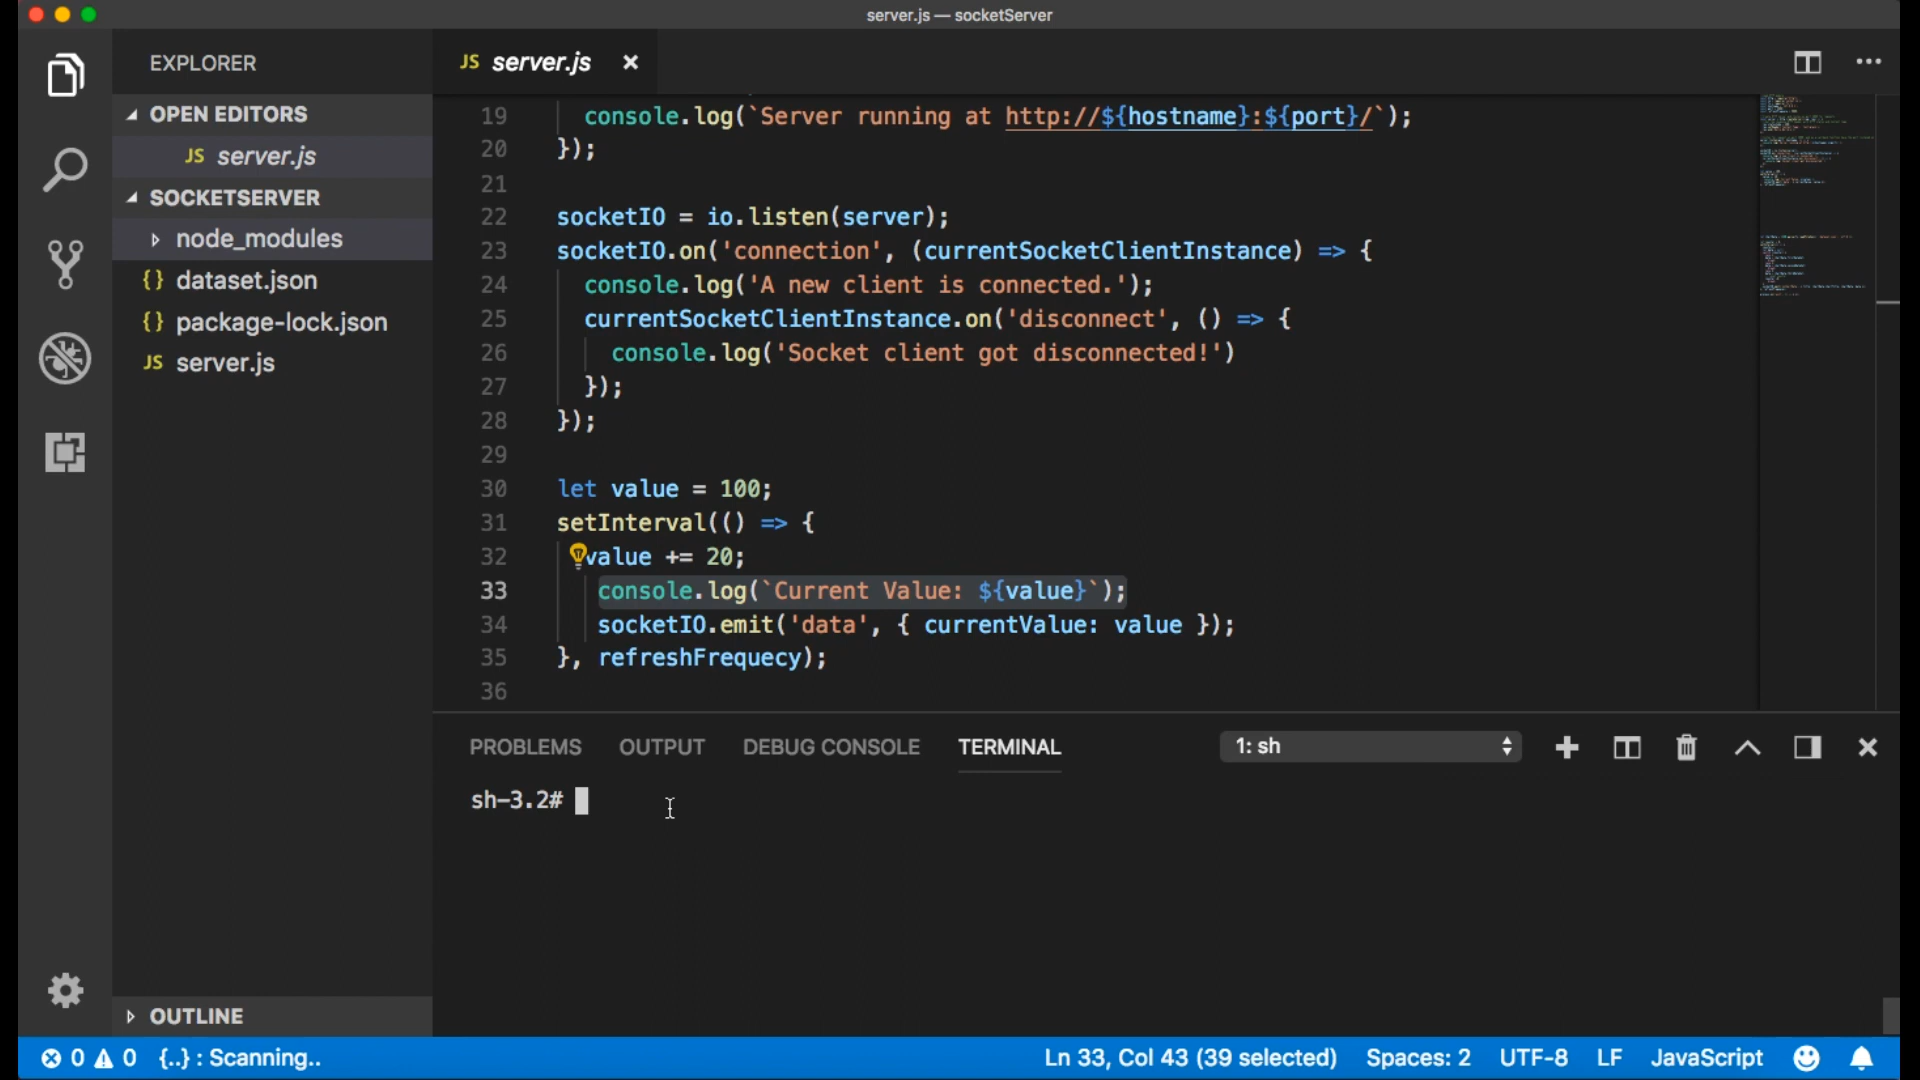 server.js — socketServer
EXPLORER
OPEN EDITORS
JS server.js
SOCKETSERVER
node_modules
{} dataset.json
{} package-lock.json
JS server.js
OUTLINE
JS server.js
19 console.log(`Server running at http://${hostname}:${port}/`);
20 });
21
22 socketIO = io.listen(server);
23 socketIO.on('connection', (currentSocketClientInstance) => {
24 console.log('A new client is connected.');
25 currentSocketClientInstance.on('disconnect', () => {
26 console.log('Socket client got disconnected!')
27 });
28 });
29
30 let value = 100;
31 setInterval(() => {
32 value += 20;
33 console.log(`Current Value: ${value}`);
34 socketIO.emit('data', { currentValue: value });
35 }, refreshFrequecy);
36
PROBLEMS OUTPUT DEBUG CONSOLE TERMINAL 1: sh
sh-3.2#
0 0 {..} : Scanning.. Ln 33, Col 43 (39 selected) Spaces: 2 UTF-8 LF JavaScript